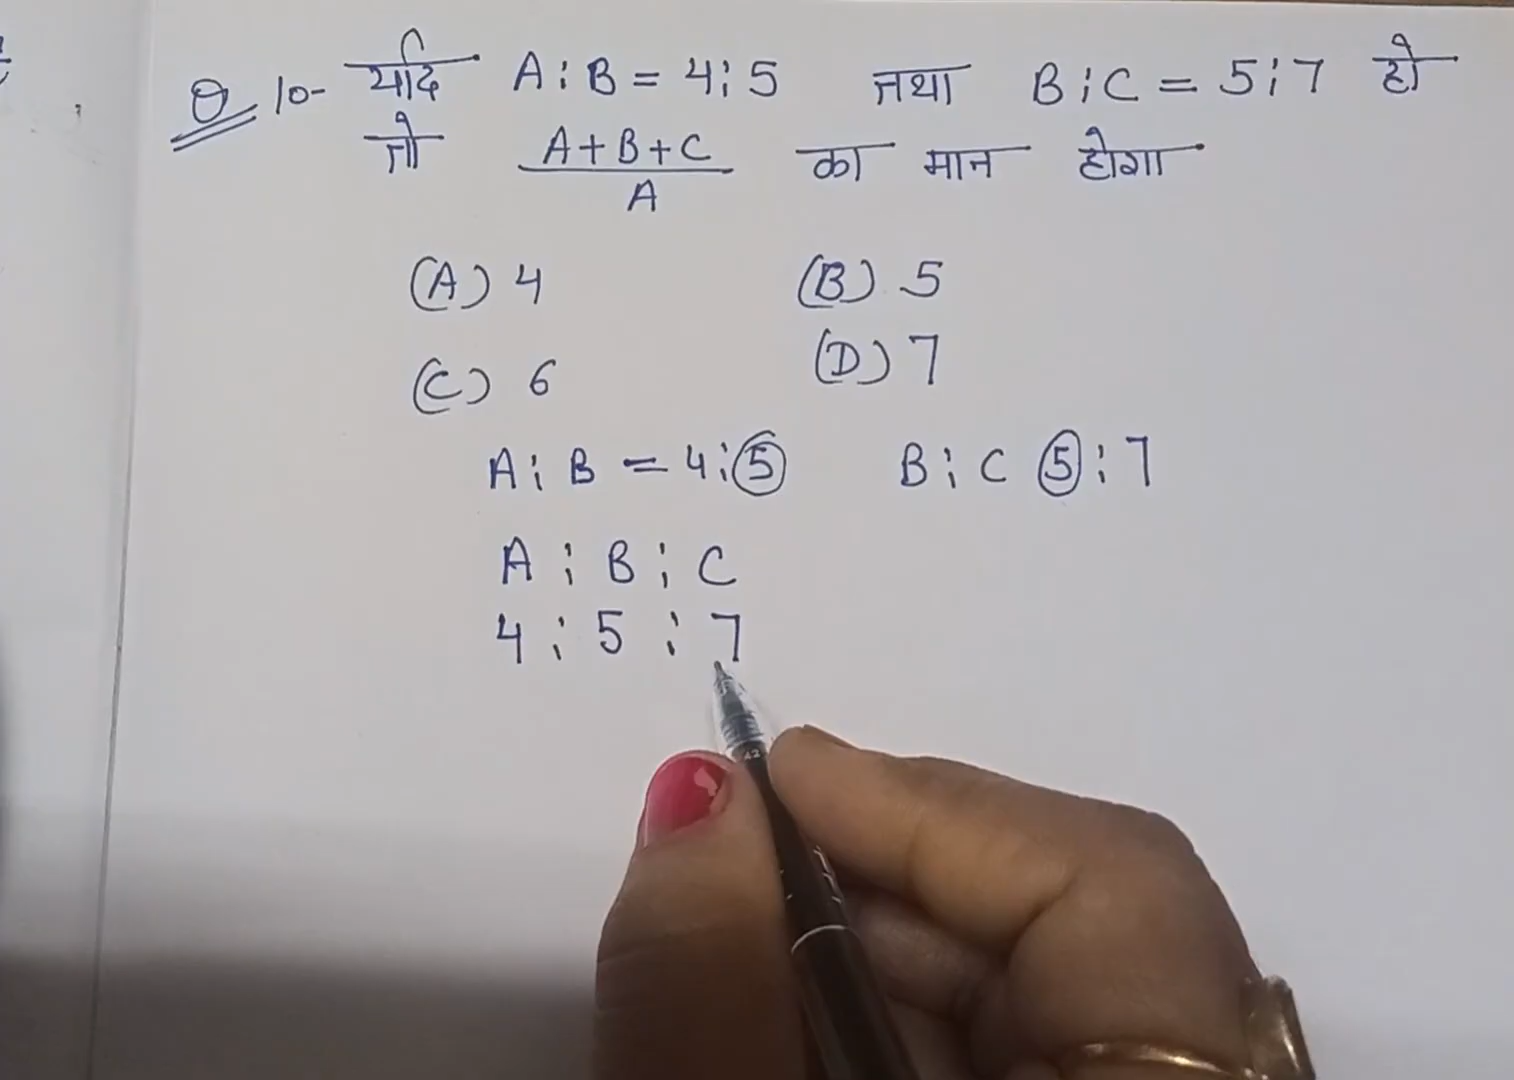 Q 10- यदि A:B = 4:5 तथा B:C = 5:7 हो
तो A+B+C/A का मान होगा
(A) 4 (B) 5
(C) 6 (D) 7
A:B = 4:5 B:C 5:7
A:B:C
4:5:7